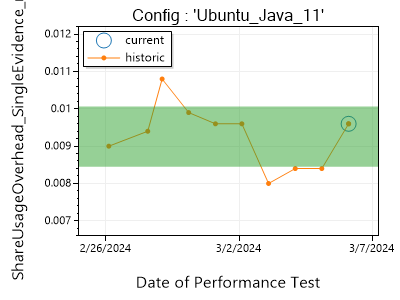 Config : 'Ubuntu_Java_11'
current
historic
0.012
0.011
0.01
0.009
0.008
0.007
ShareUsageOverhead_SingleEvidence_
2/26/2024
3/2/2024
3/7/2024
Date of Performance Test